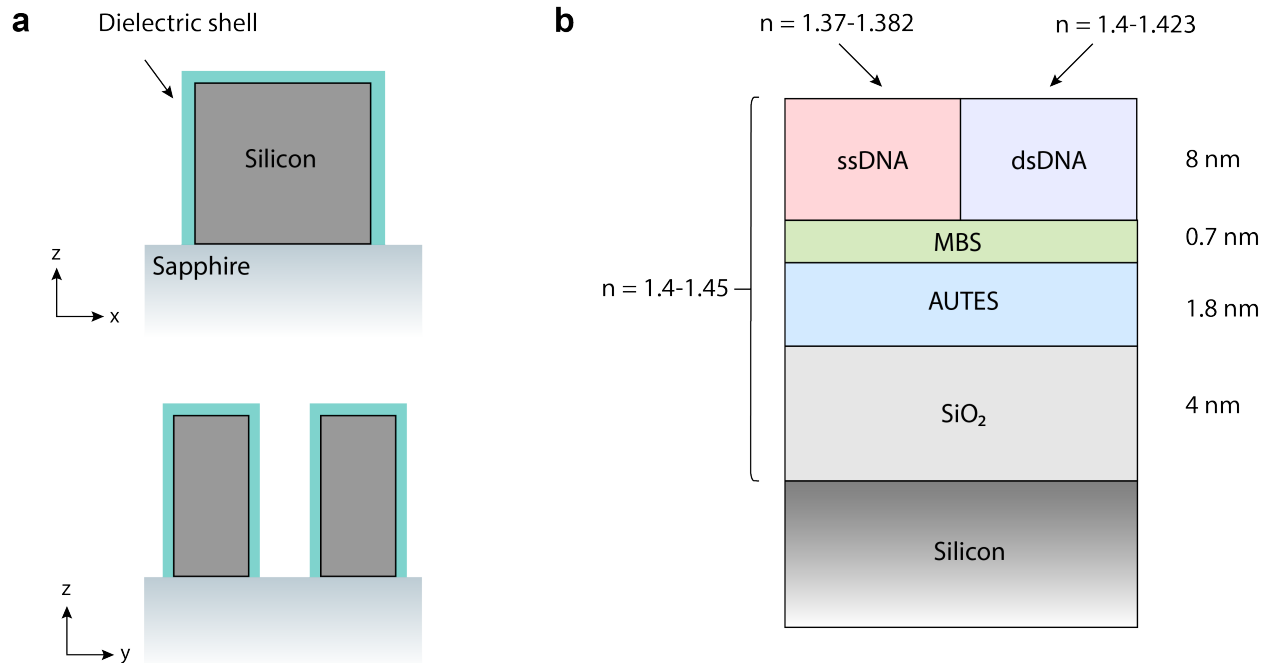 a
Dielectric shell
Silicon
Sapphire
z
x
z
y
b
n = 1.37-1.382
n = 1.4-1.423
ssDNA
dsDNA
8 nm
MBS
0.7 nm
n = 1.4-1.45
AUTES
1.8 nm
SiO₂
4 nm
Silicon